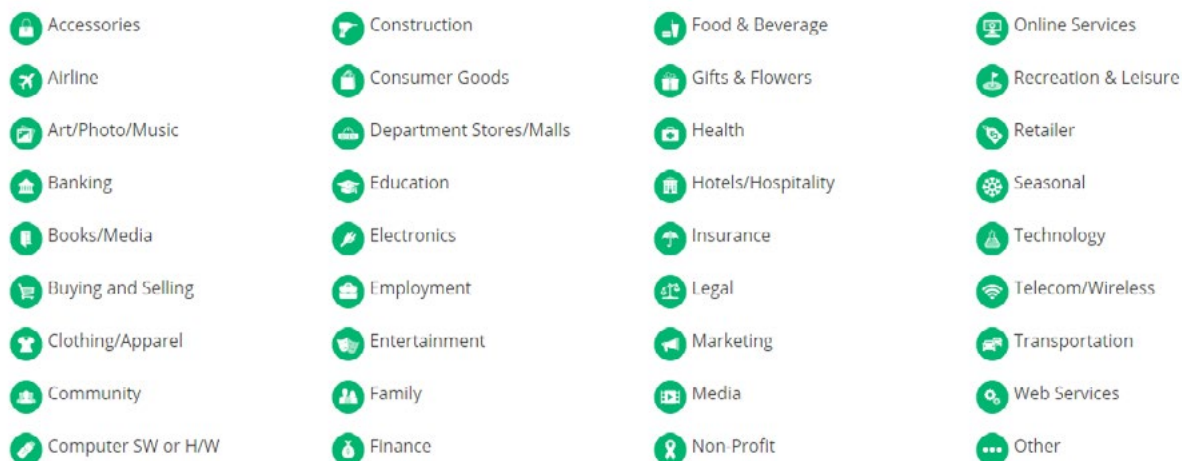 Accessories
Airline
Art/Photo/Music
Banking
Books/Media
Buying and Selling
Clothing/Apparel
Community
Computer SW or H/W
Construction
Consumer Goods
Department Stores/Malls
Education
Electronics
Employment
Entertainment
Family
Finance
Food & Beverage
Gifts & Flowers
Health
Hotels/Hospitality
Insurance
Legal
Marketing
Media
Non-Profit
Online Services
Recreation & Leisure
Retailer
Seasonal
Technology
Telecom/Wireless
Transportation
Web Services
Other